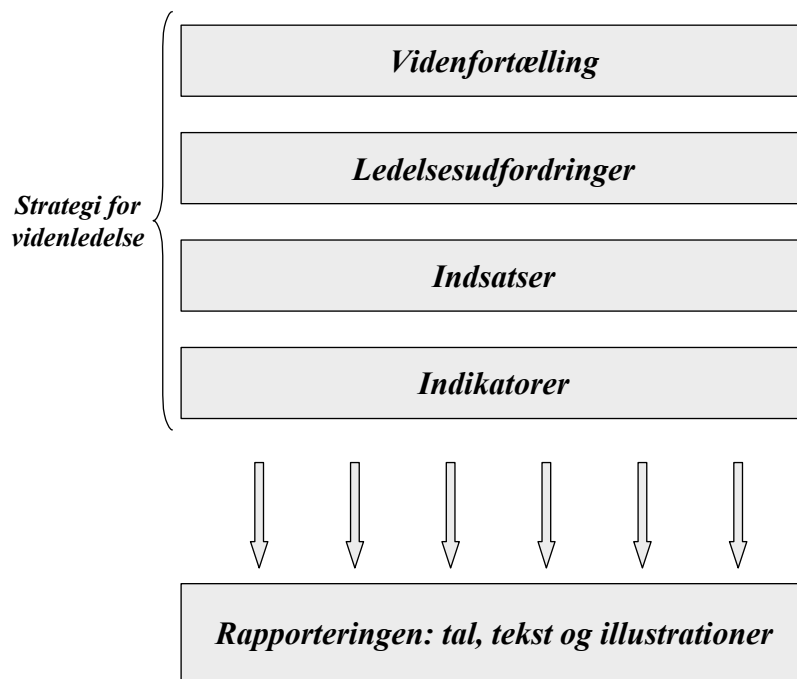 Videnfortælling
Ledelsesudfordringer
Strategi for
videnledelse
Indsatser
Indikatorer
Rapporteringen: tal, tekst og illustrationer